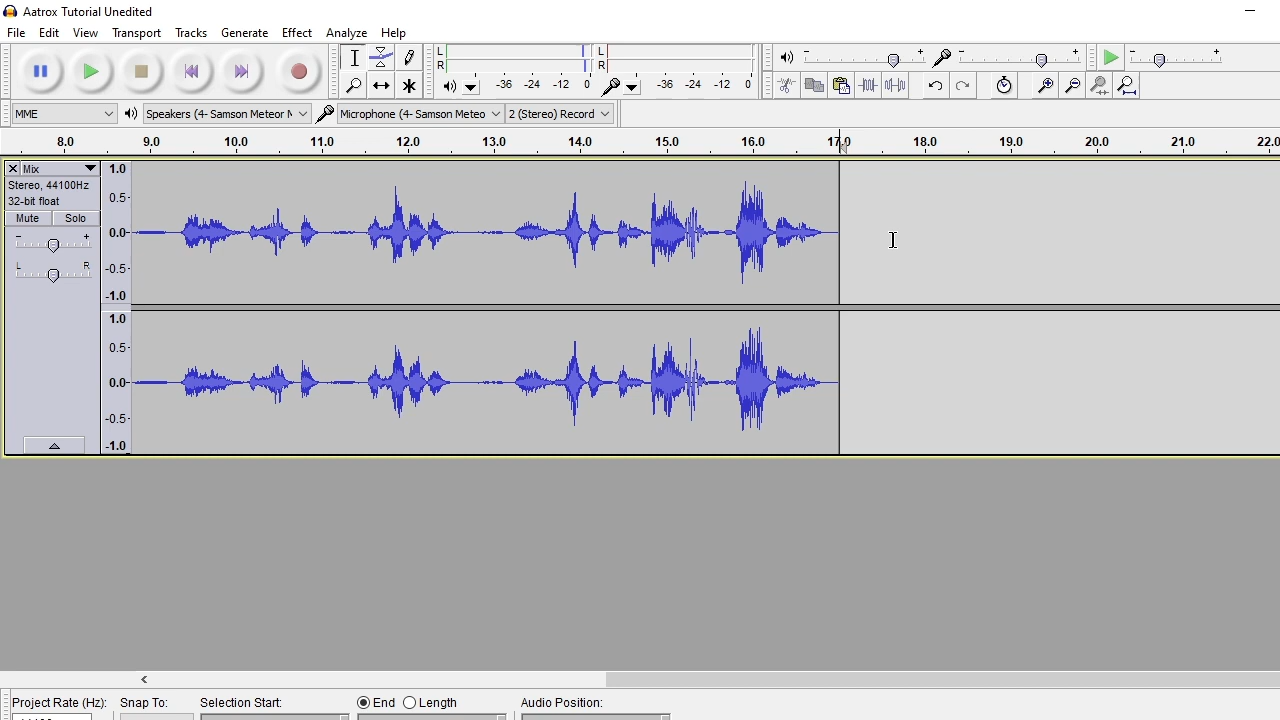 Aatrox Tutorial Unedited
File Edit View Transport Tracks Generate Effect Analyze Help
L
R
L
R
-36 -24 -12 0
-36 -24 -12 0
MME
Speakers (4- Samson Meteor
Microphone (4- Samson Meteo
2 (Stereo) Record
8.0 9.0 10.0 11.0 12.0 13.0 14.0 15.0 16.0 17.0 18.0 19.0 20.0 21.0 22.0
Mix
Stereo, 44100Hz
32-bit float
Mute Solo
- +
L R
1.0
0.5
0.0
-0.5
-1.0
1.0
0.5
0.0
-0.5
-1.0
Project Rate (Hz): Snap To: Selection Start: End Length Audio Position: